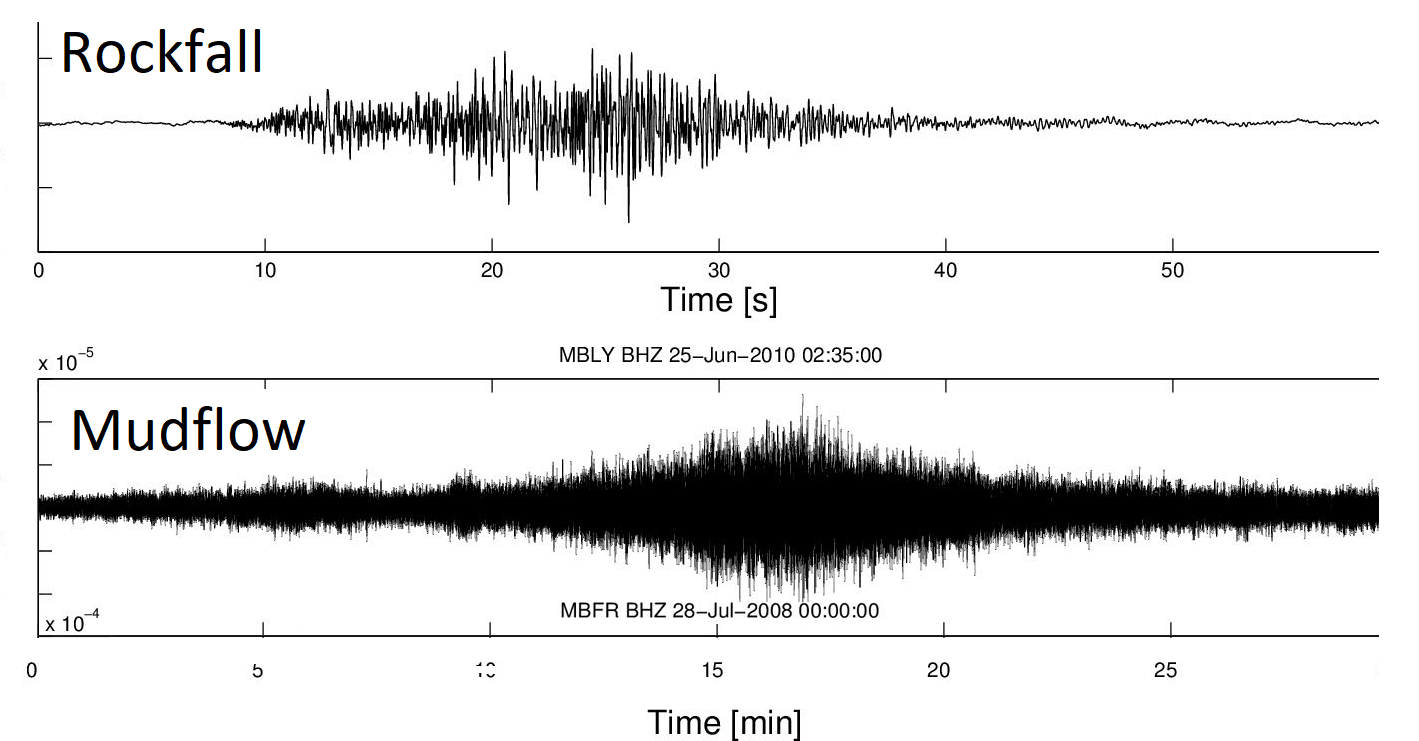 Rockfall
0 10 20 30 40 50
Time [s]
x 10⁻⁵
MBLY BHZ 25−Jun−2010 02:35:00
Mudflow
MBFR BHZ 28−Jul−2008 00:00:00
x 10⁻⁴
0 5 15 20 25
Time [min]